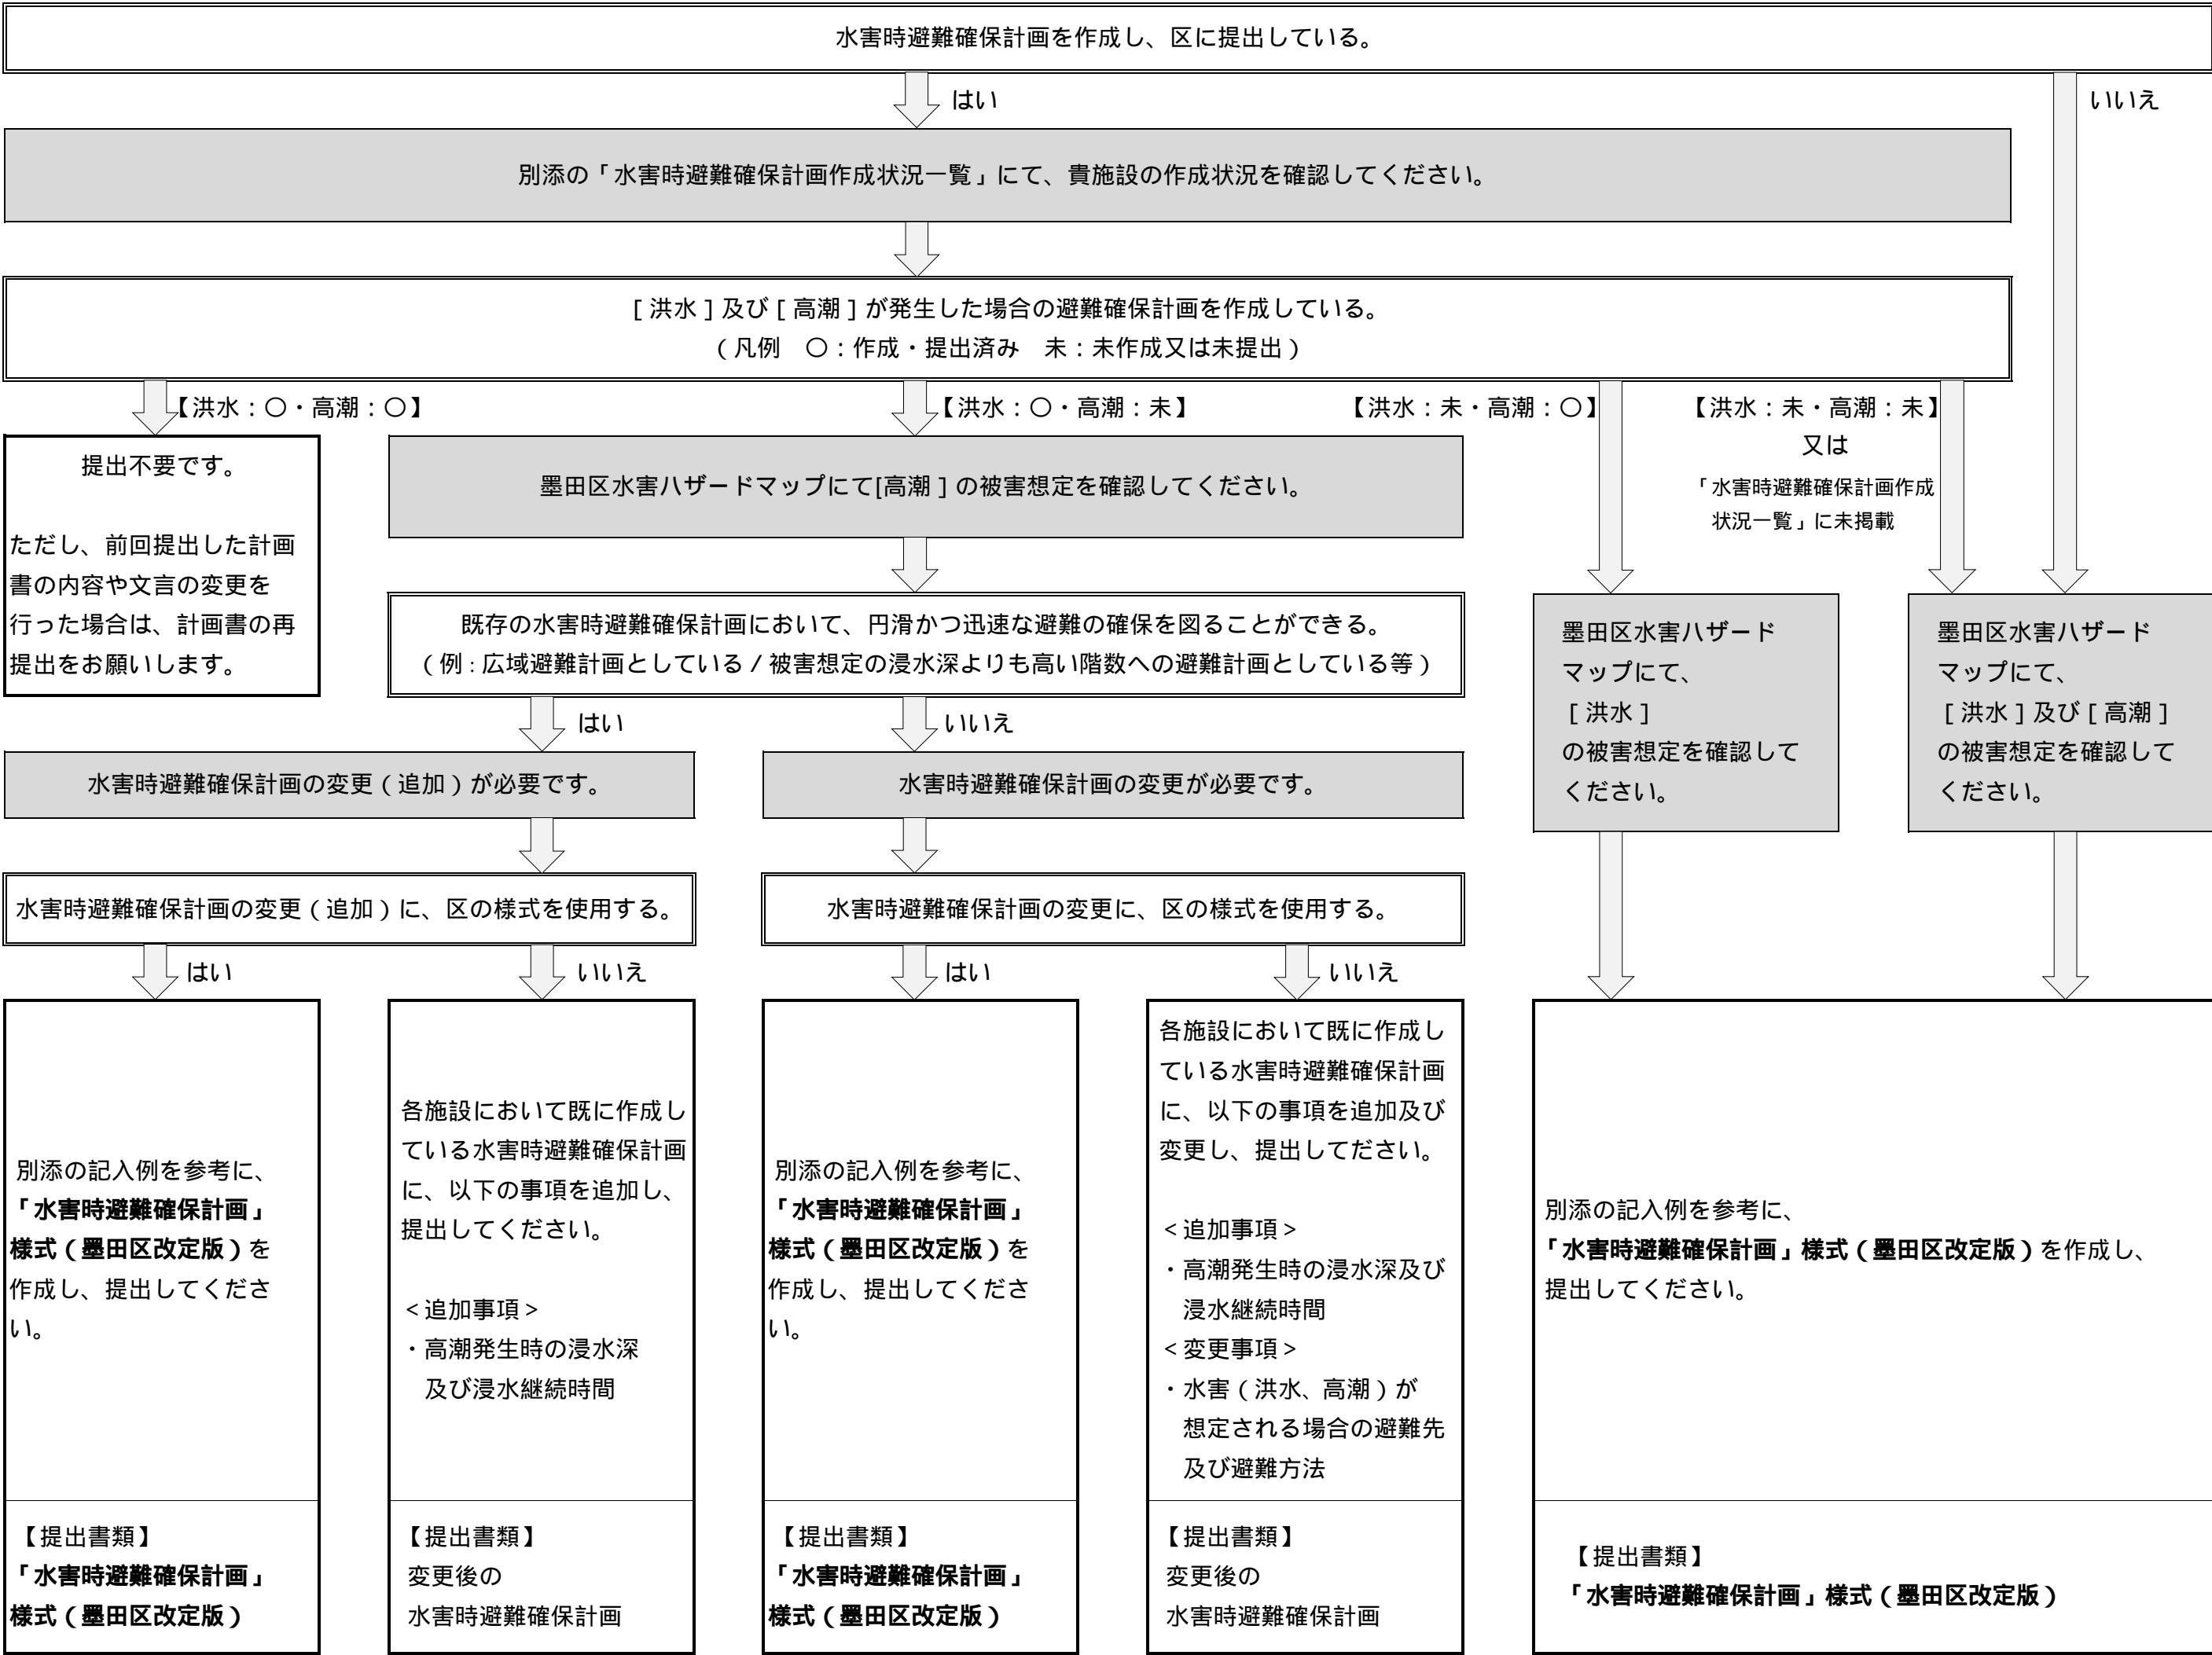 水害時避難確保計画を作成し、区に提出している。
はい
いいえ
別添の「水害時避難確保計画作成状況一覧」にて、貴施設の作成状況を確認してください。
[ 洪水 ] 及び [ 高潮 ] が発生した場合の避難確保計画を作成している。
（凡例　〇：作成・提出済み　未：未作成又は未提出）
【洪水：〇・高潮：〇】
【洪水：〇・高潮：未】
【洪水：未・高潮：〇】
【洪水：未・高潮：未】
又は
「水害時避難確保計画作成
状況一覧」に未掲載
提出不要です。
ただし、前回提出した計画
書の内容や文言の変更を
行った場合は、計画書の再
提出をお願いします。
墨田区水害ハザードマップにて[高潮 ] の被害想定を確認してください。
既存の水害時避難確保計画において、円滑かつ迅速な避難の確保を図ることができる。
（例：広域避難計画としている / 被害想定の浸水深よりも高い階数への避難計画としている等）
はい
いいえ
墨田区水害ハザード
マップにて、
[ 洪水 ]
の被害想定を確認して
ください。
墨田区水害ハザード
マップにて、
[ 洪水 ] 及び [ 高潮 ]
の被害想定を確認して
ください。
水害時避難確保計画の変更（追加）が必要です。
水害時避難確保計画の変更が必要です。
水害時避難確保計画の変更（追加）に、区の様式を使用する。
水害時避難確保計画の変更に、区の様式を使用する。
はい
いいえ
はい
いいえ
別添の記入例を参考に、
「水害時避難確保計画」
様式（墨田区改定版）を
作成し、提出してくださ
い。
【提出書類】
「水害時避難確保計画」
様式（墨田区改定版）
各施設において既に作成し
ている水害時避難確保計画
に、以下の事項を追加し、
提出してください。
＜追加事項＞
・高潮発生時の浸水深
及び浸水継続時間
【提出書類】
変更後の
水害時避難確保計画
別添の記入例を参考に、
「水害時避難確保計画」
様式（墨田区改定版）を
作成し、提出してくださ
い。
【提出書類】
「水害時避難確保計画」
様式（墨田区改定版）
各施設において既に作成し
ている水害時避難確保計画
に、以下の事項を追加及び
変更し、提出してださい。
＜追加事項＞
・高潮発生時の浸水深及び
浸水継続時間
＜変更事項＞
・水害（洪水、高潮）が
想定される場合の避難先
及び避難方法
【提出書類】
変更後の
水害時避難確保計画
別添の記入例を参考に、
「水害時避難確保計画」様式（墨田区改定版）を作成し、
提出してください。
【提出書類】
「水害時避難確保計画」様式（墨田区改定版）